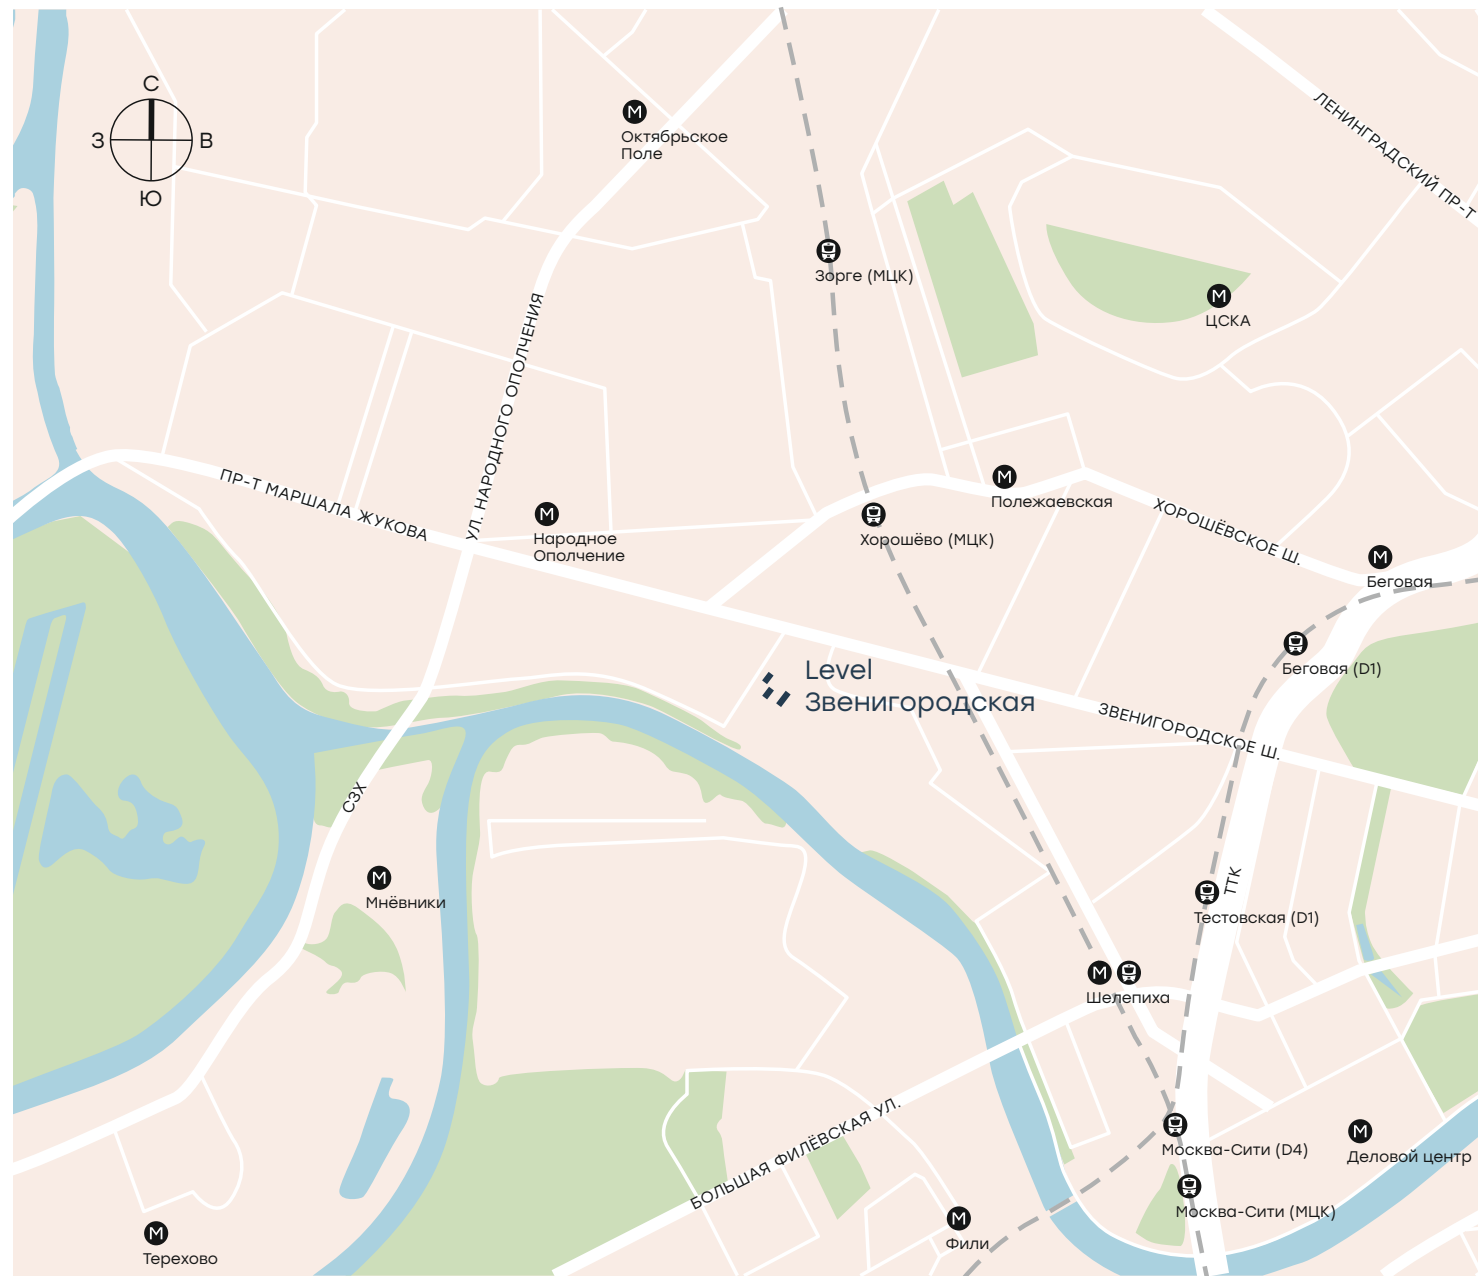 С
З
В
Ю
ЛЕНИНГРАДСКИЙ ПР-Т
М
Октябрьское
Поле
Зорге (МЦК)
М
ЦСКА
УЛ. НАРОДНОГО ОПОЛЧЕНИЯ
ПР-Т МАРШАЛА ЖУКОВА
М
Народное
Ополчение
М
Полежаевская
Хорошёво (МЦК)
ХОРОШЁВСКОЕ Ш.
М
Беговая
Беговая (D1)
Level
Звенигородская
ЗВЕНИГОРОДСКОЕ Ш.
СЗХ
М
Мнёвники
ТТК
Тестовская (D1)
М
Шелепиха
БОЛЬШАЯ ФИЛЁВСКАЯ УЛ.
Москва-Сити (D4)
М
Деловой центр
Москва-Сити (МЦК)
М
Фили
М
Терехово